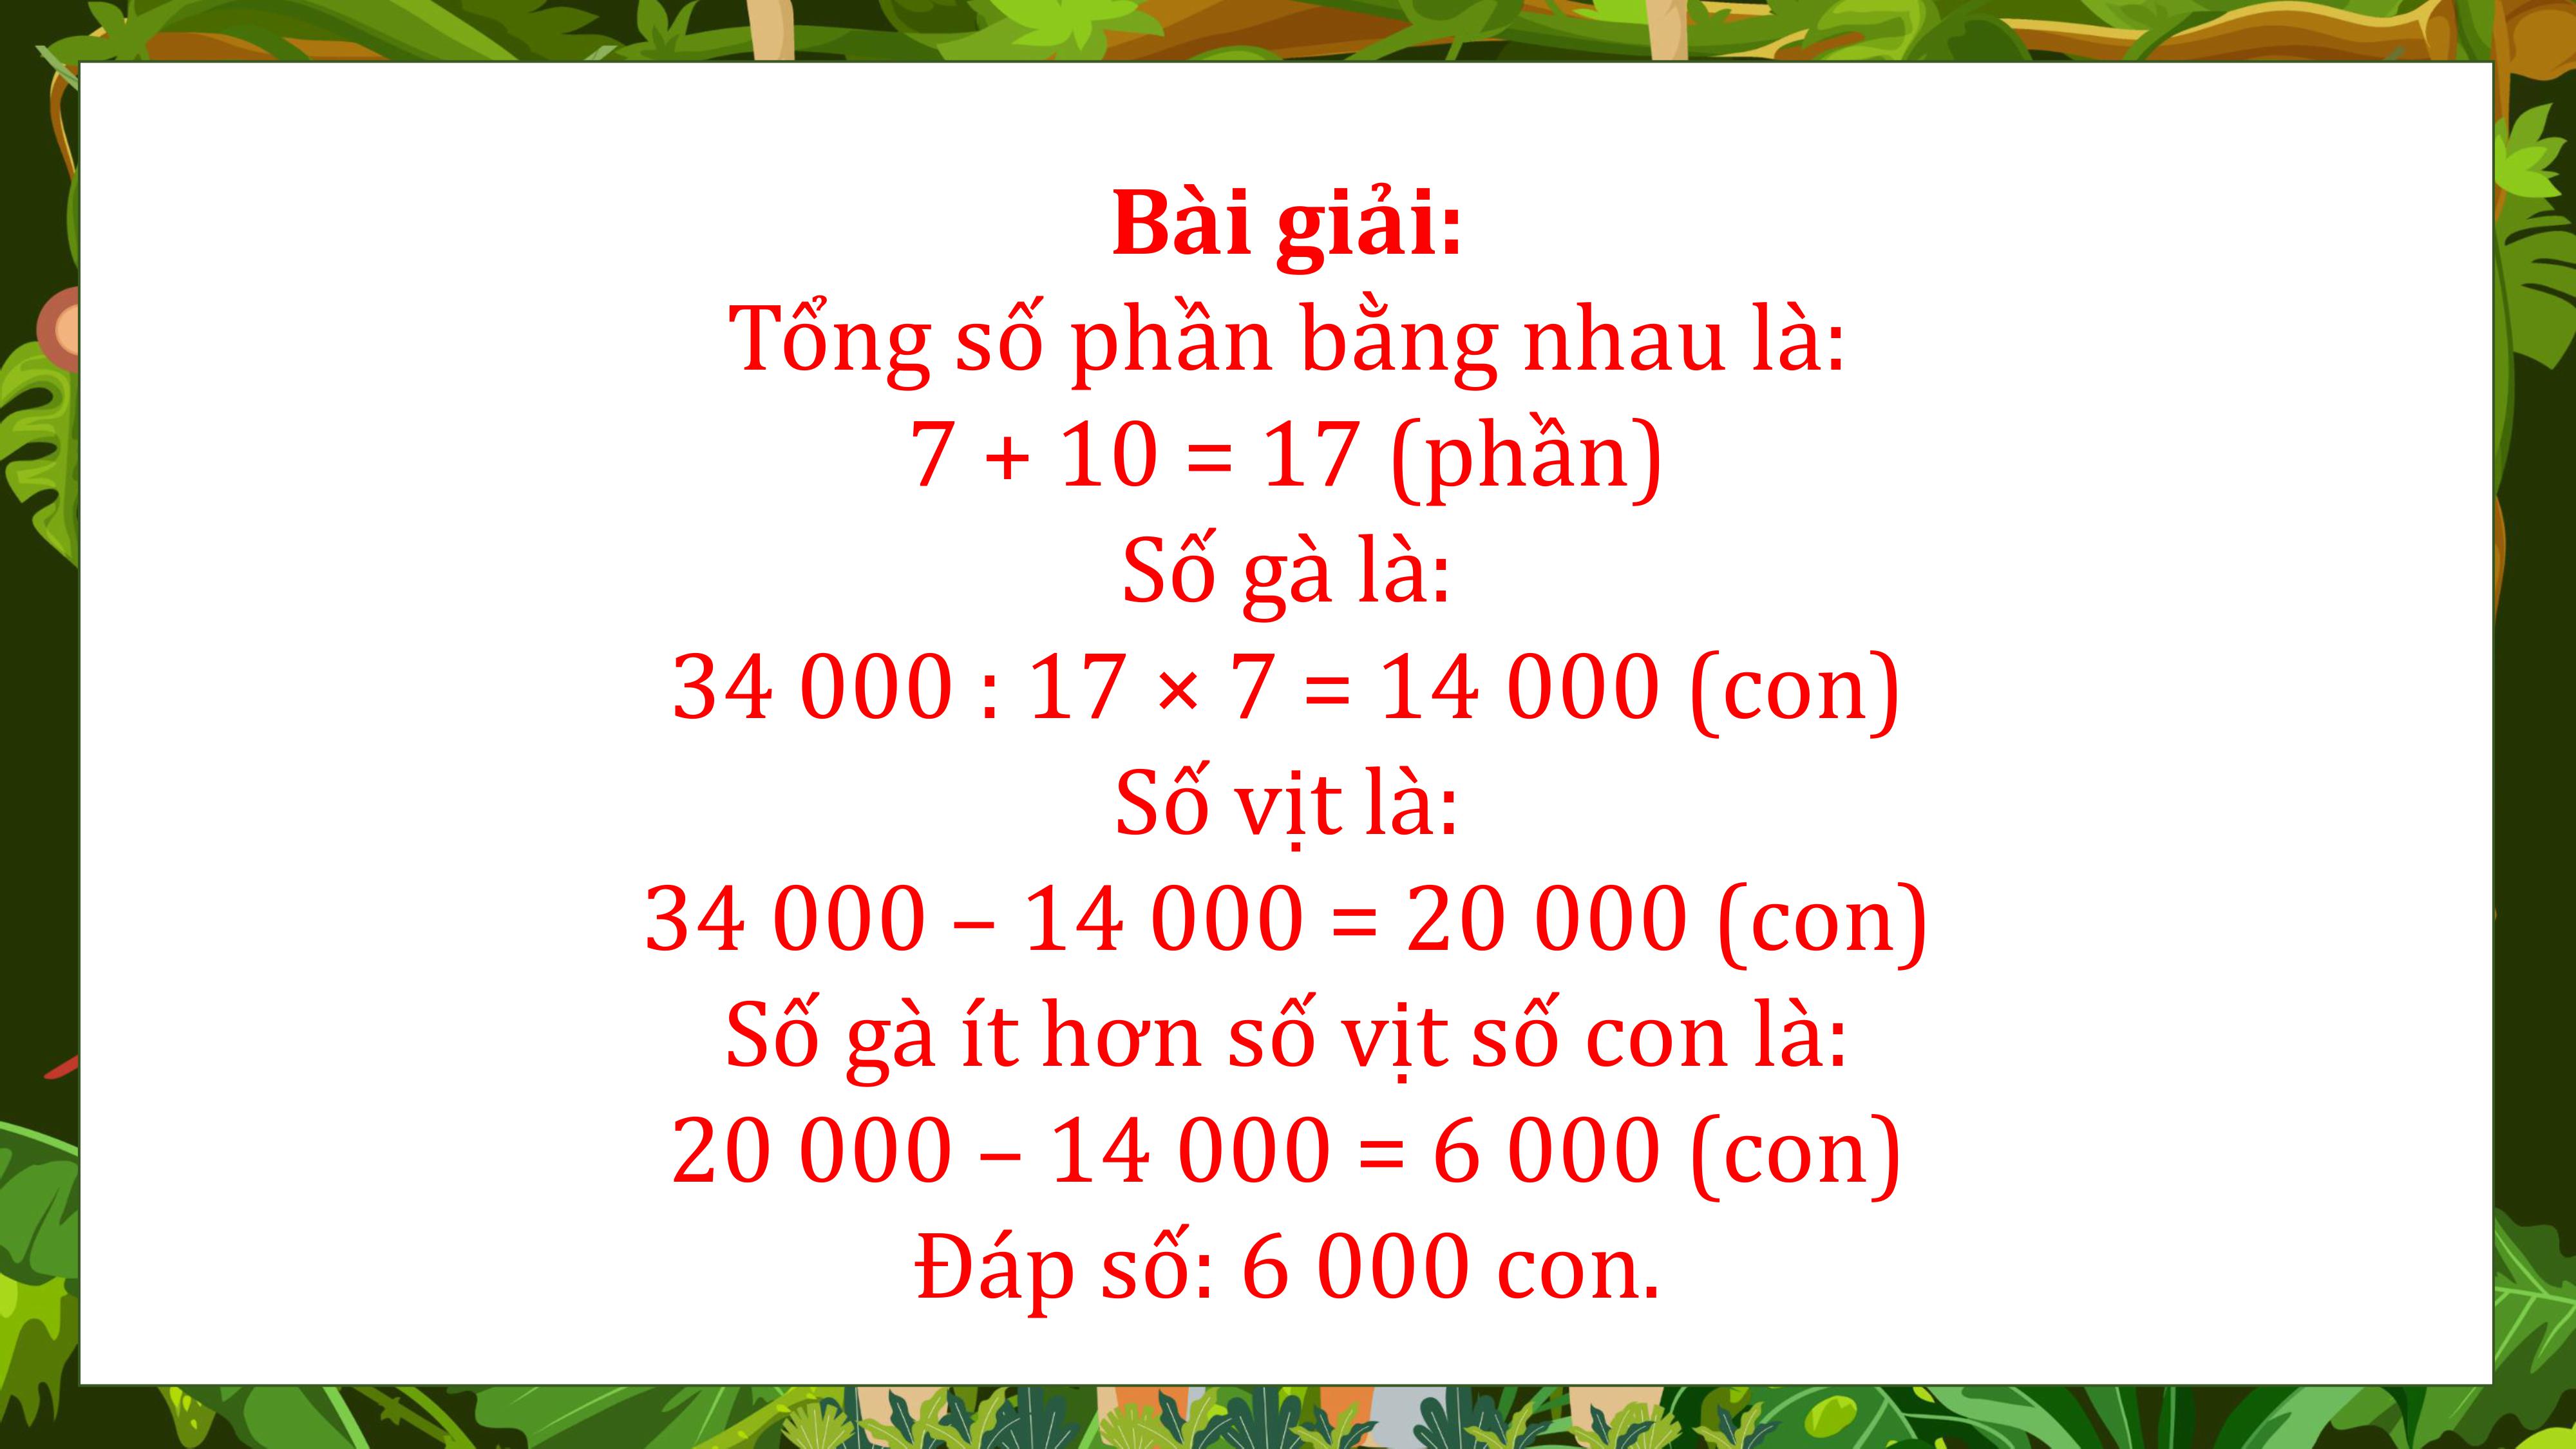 Bài giải:
Tổng số phần bằng nhau là:
7 + 10 = 17 (phần)
Số gà là:
34 000 : 17 × 7 = 14 000 (con)
Số vịt là:
34 000 – 14 000 = 20 000 (con)
Số gà ít hơn số vịt số con là:
20 000 – 14 000 = 6 000 (con)
Đáp số: 6 000 con.